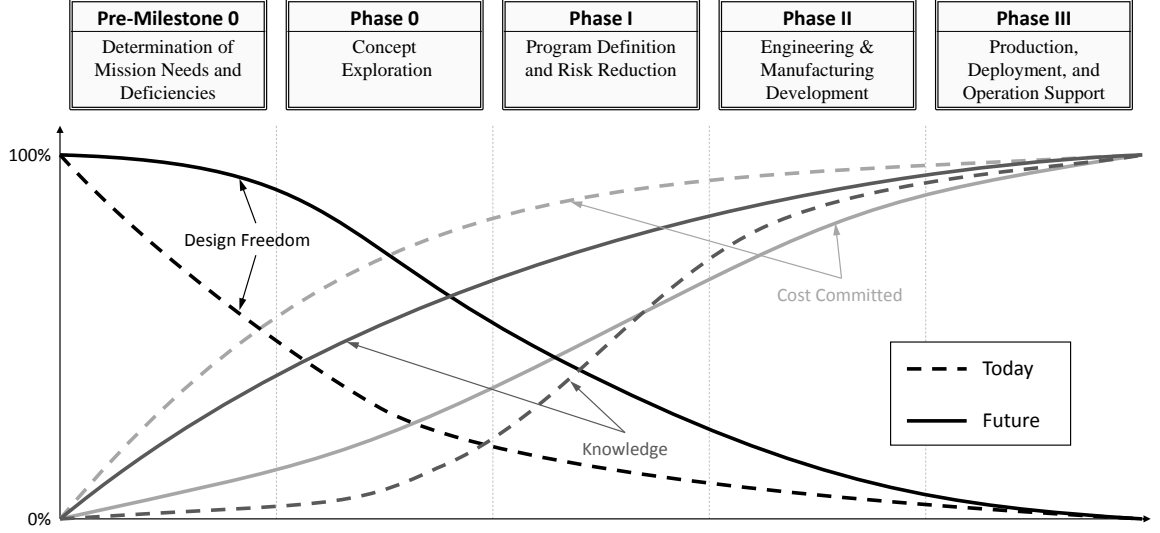 Pre-Milestone 0
Determination of
Mission Needs and
Deficiencies
Phase 0
Concept
Exploration
Phase I
Program Definition
and Risk Reduction
Phase II
Engineering &
Manufacturing
Development
Phase III
Production,
Deployment, and
Operation Support
100%
Design Freedom
Cost Committed
Today
Future
Knowledge
0%